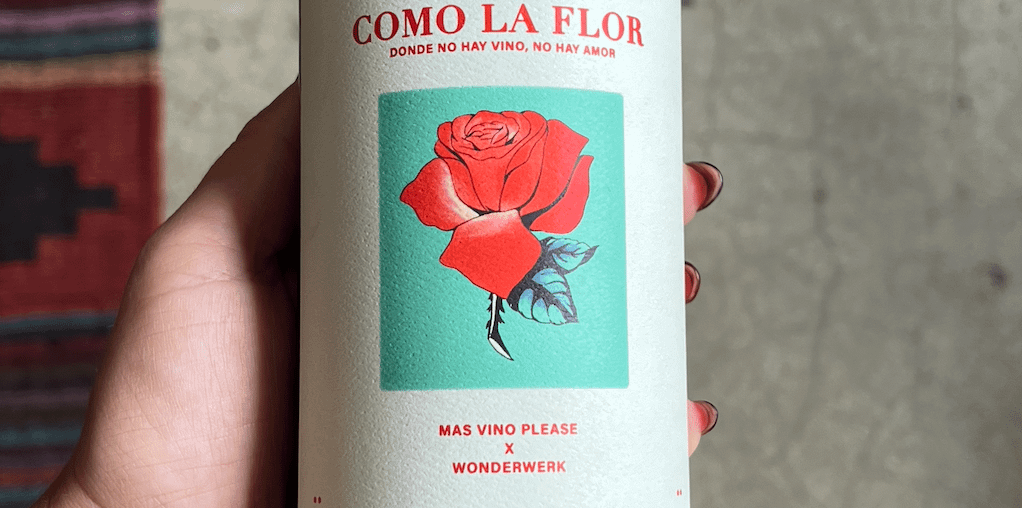 COMO LA FLOR
DONDE NO HAY VINO, NO HAY AMOR
MAS VINO PLEASE
X
WONDERWERK